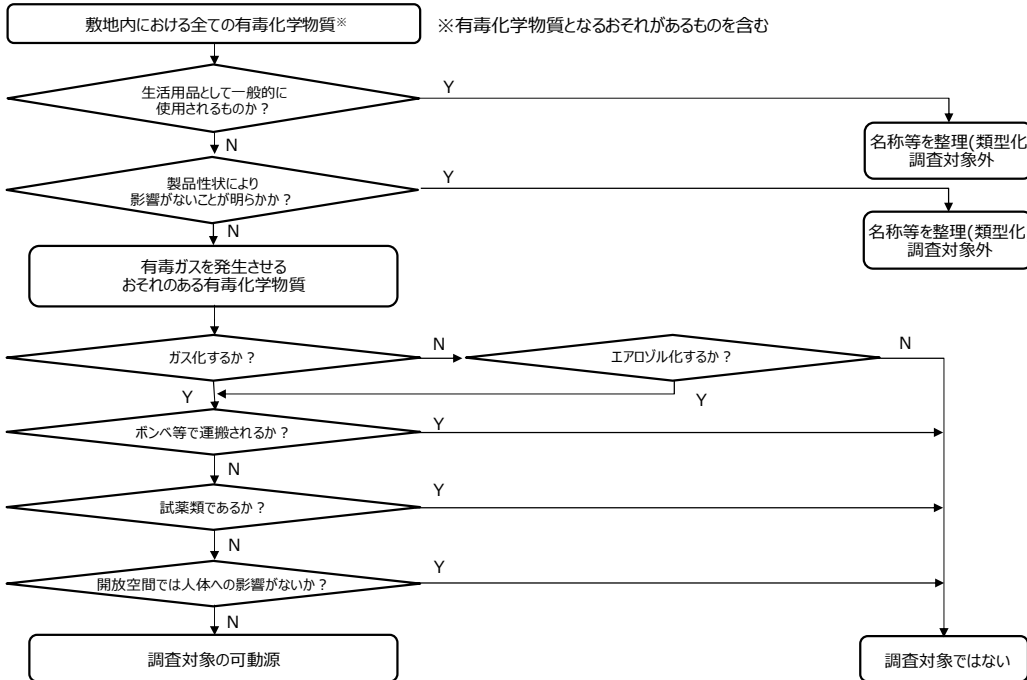 敷地内における全ての有毒化学物質※
※有毒化学物質となるおそれがあるものを含む
生活用品として一般的に
使用されるものか？
Y
N
名称等を整理(類型化
調査対象外
製品性状により
影響がないことが明らかか？
Y
N
名称等を整理(類型化
調査対象外
有毒ガスを発生させる
おそれのある有毒化学物質
ガス化するか？
N
エアロゾル化するか？
N
Y
Y
ボンベ等で運搬されるか？
Y
N
試薬類であるか？
Y
N
開放空間では人体への影響がないか？
Y
N
調査対象の可動源
調査対象ではない